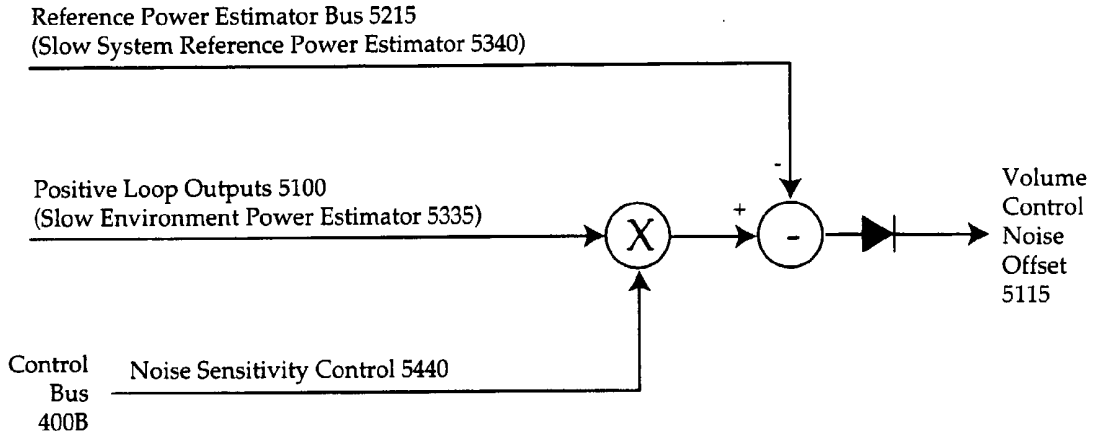 Reference Power Estimator Bus 5215
(Slow System Reference Power Estimator 5340)
-
Positive Loop Outputs 5100
(Slow Environment Power Estimator 5335)
X
+
-
Volume
Control
Noise
Offset
5115
Control
Bus
400B
Noise Sensitivity Control 5440